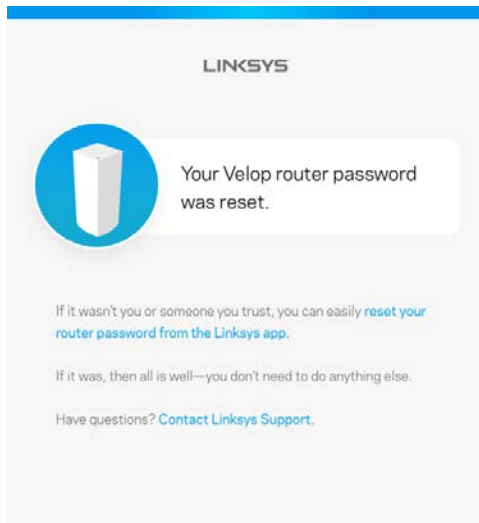 LINKSYS
Your Velop router password
was reset.
If it wasn't you or someone you trust, you can easily reset your
router password from the Linksys app.
If it was, then all is well—you don't need to do anything else.
Have questions? Contact Linksys Support.